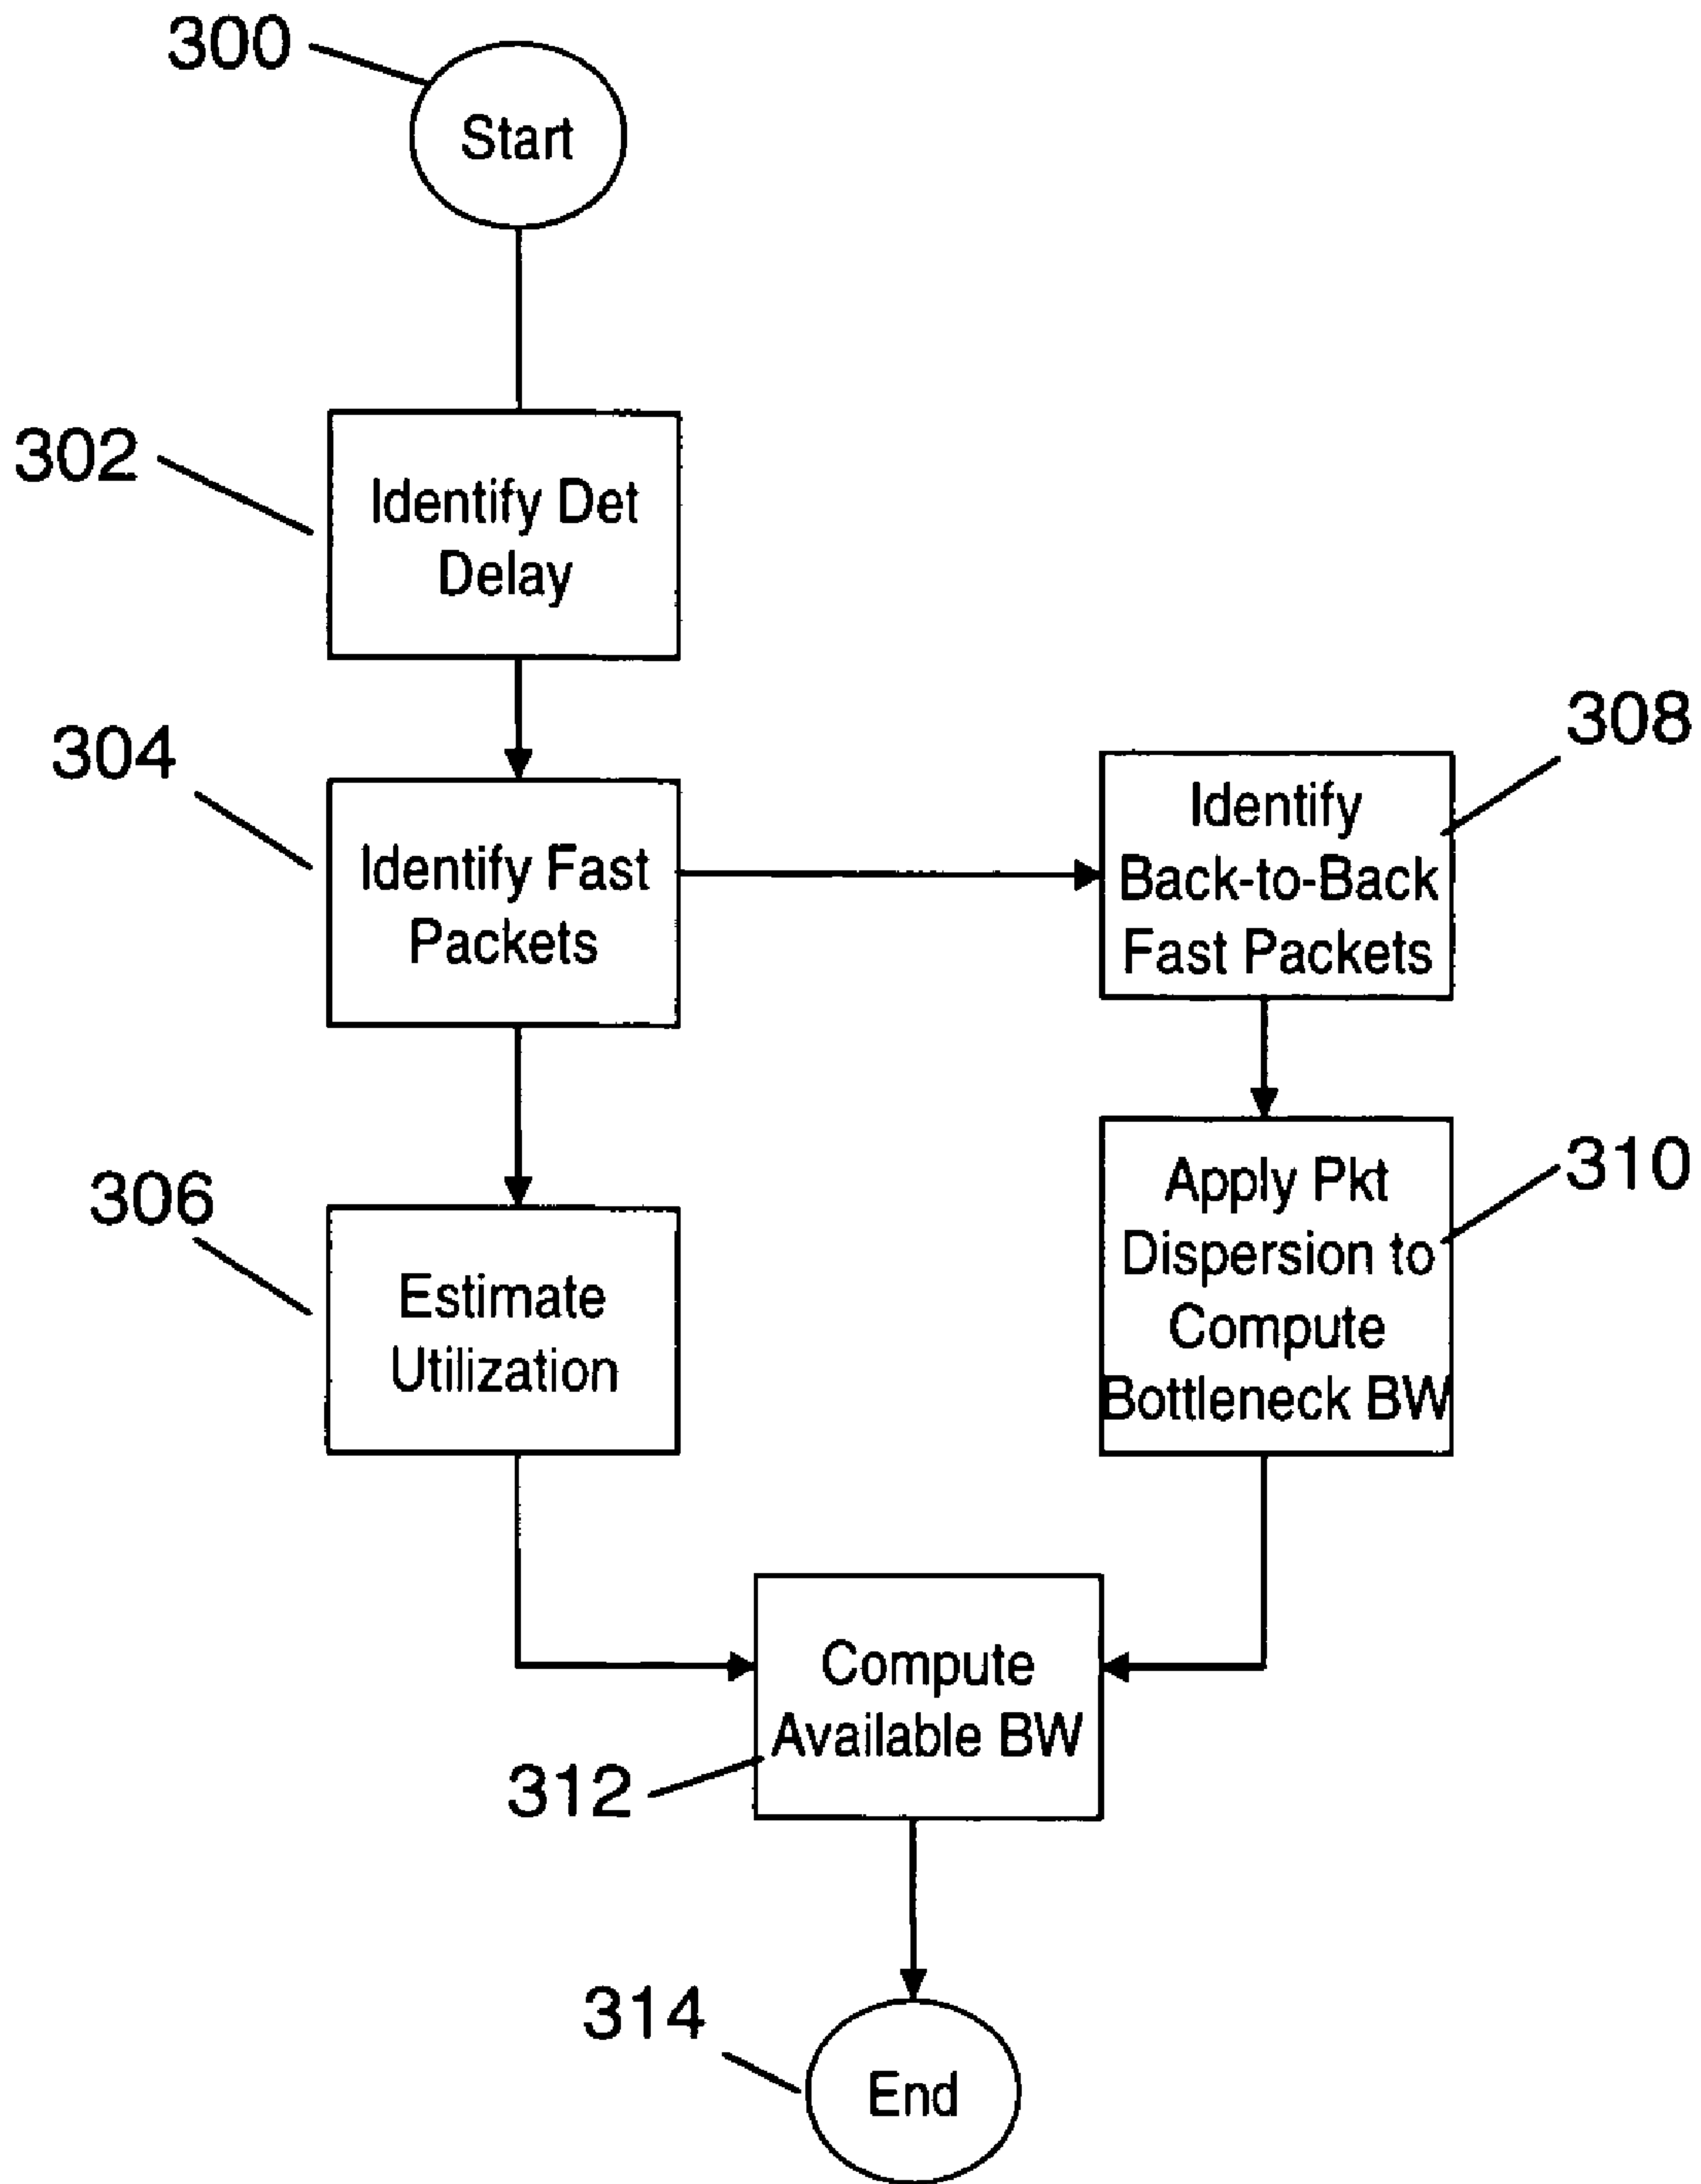 300
Start
302
Identify Det
Delay
304
Identify Fast
Packets
308
Identify
Back-to-Back
Fast Packets
306
Estimate
Utilization
310
Apply Pkt
Dispersion to
Compute
Bottleneck BW
312
Compute
Available BW
314
End